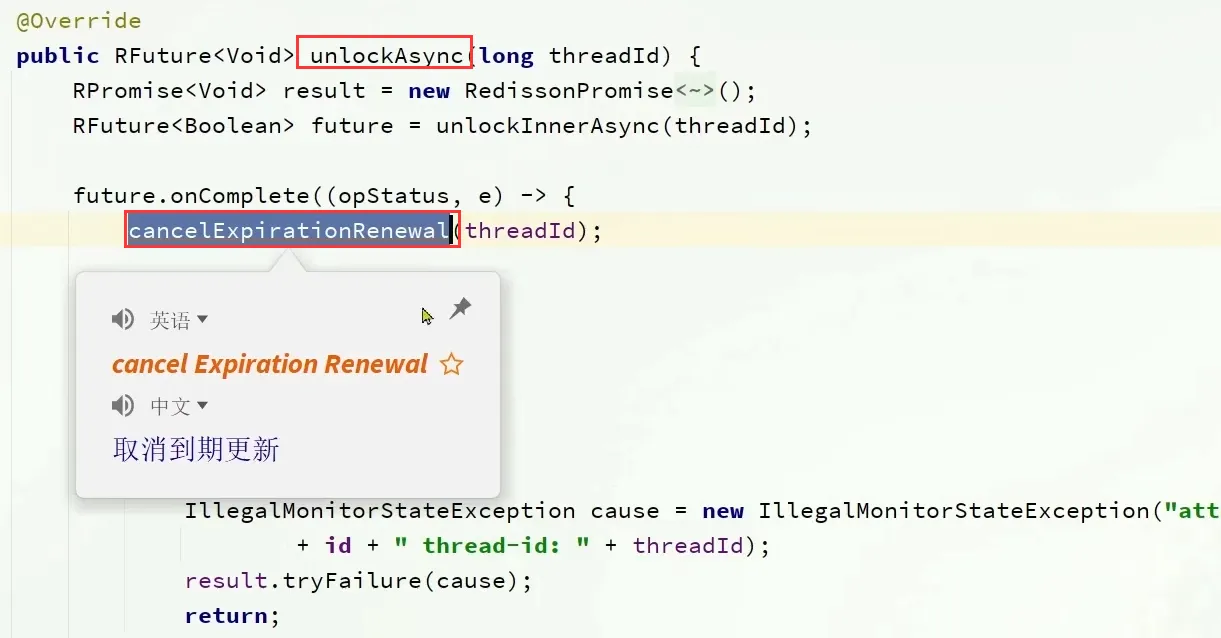 @Override
public RFuture<Void> unlockAsync(long threadId) {
RPromise<Void> result = new RedissonPromise<~>();
RFuture<Boolean> future = unlockInnerAsync(threadId);
future.onComplete((opStatus, e) -> {
cancelExpirationRenewal(threadId);
英语
cancel Expiration Renewal
中文
取消到期更新
IllegalMonitorStateException cause = new IllegalMonitorStateException("att
+ id + " thread-id: " + threadId);
result.tryFailure(cause);
return;